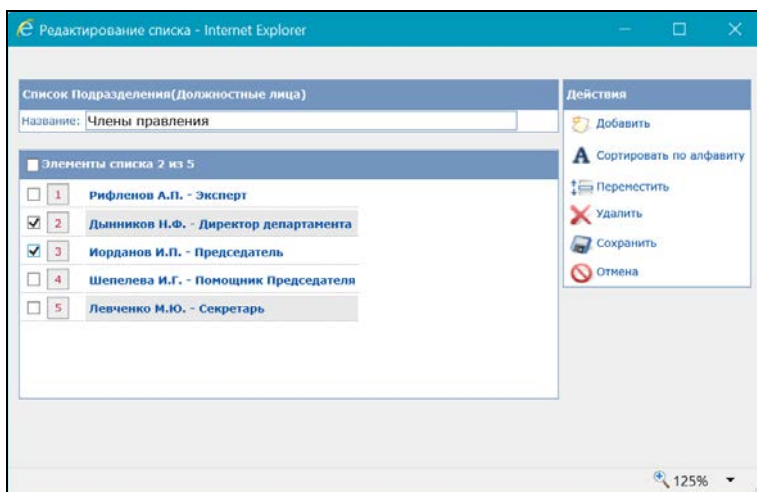 Редактирование списка - Internet Explorer
Список Подразделения(Должностные лица)
Название: Члены правления
Элементы списка 2 из 5
1 Рифленов А.П. - Эксперт
2 Дынников Н.Ф. - Директор департамента
3 Иорданов И.П. - Председатель
4 Шепелева И.Г. - Помощник Председателя
5 Левченко М.Ю. - Секретарь
Действия
Добавить
Сортировать по алфавиту
Переместить
Удалить
Сохранить
Отмена
125%